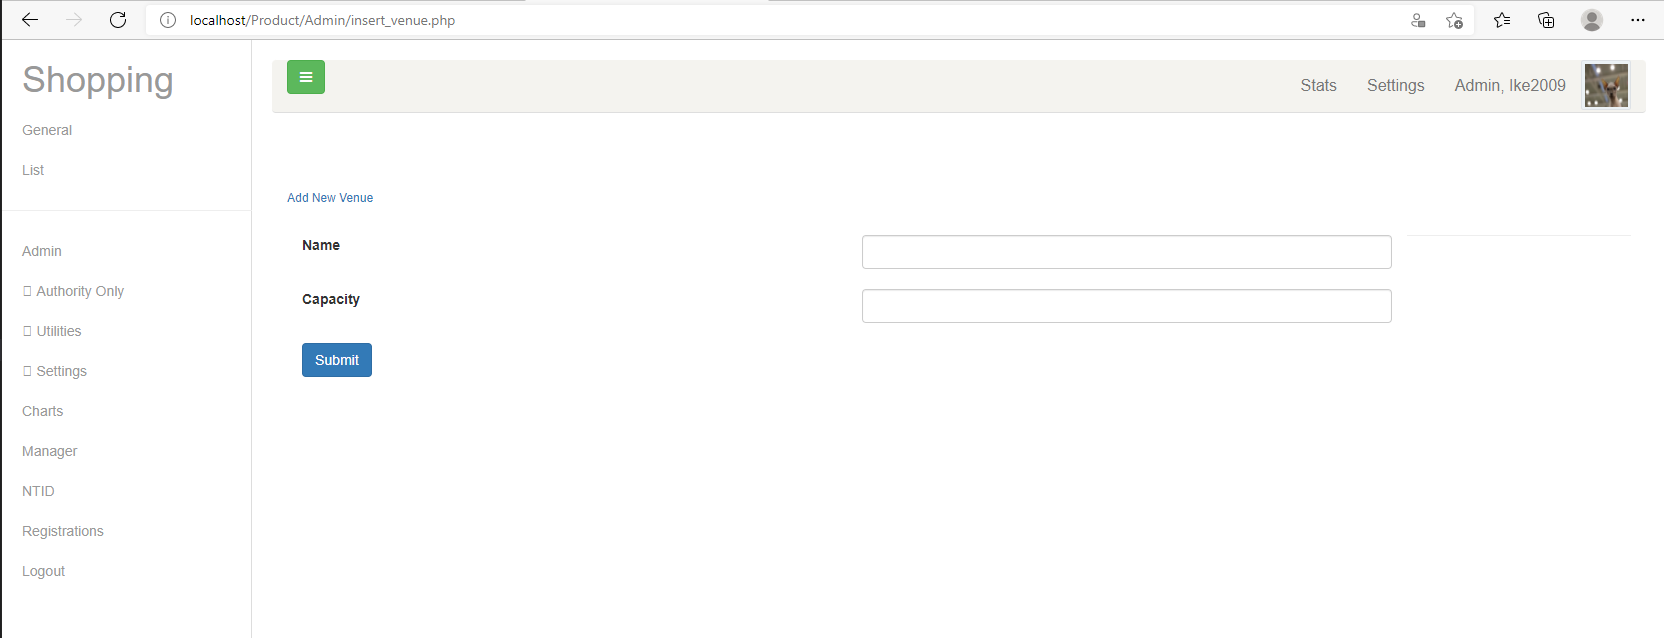 localhost/Product/Admin/insert_venue.php
Shopping
General
List
Admin
Authority Only
Utilities
Settings
Charts
Manager
NTID
Registrations
Logout
Stats Settings Admin, Ike2009
Add New Venue
Name
Capacity
Submit